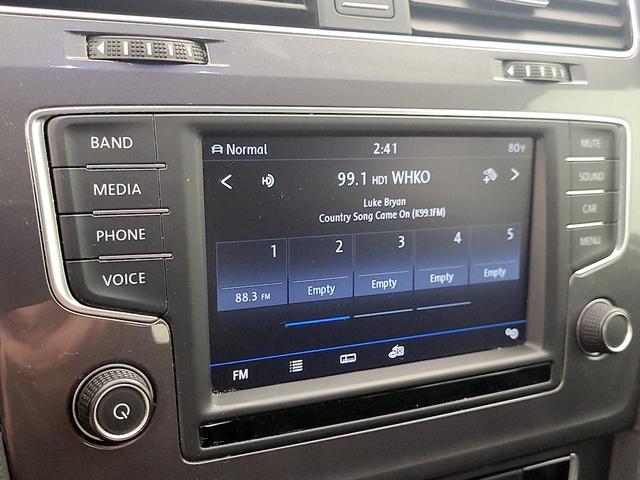 BAND
MEDIA
PHONE
VOICE
Normal 2:41 80°F
99.1 HD1 WHKO
Luke Bryan
Country Song Came On (K99.1FM)
1 2 3 4 5
88.3 FM Empty Empty Empty Empty
FM
MUTE
SOUND
CAR
MENU